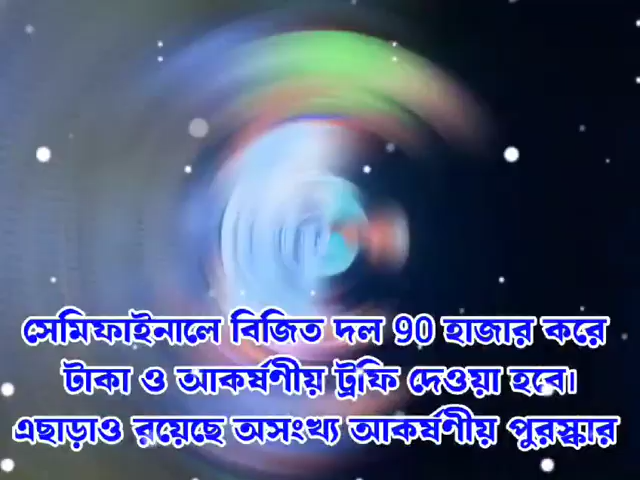 সেমিফাইনালে বিজিত দল 90 হাজার করে
টাকা ও আকর্ষণীয় ট্রফি দেওয়া হবে।
এছাড়াও রয়েছে অসংখ্য আকর্ষণীয় পুরস্কার